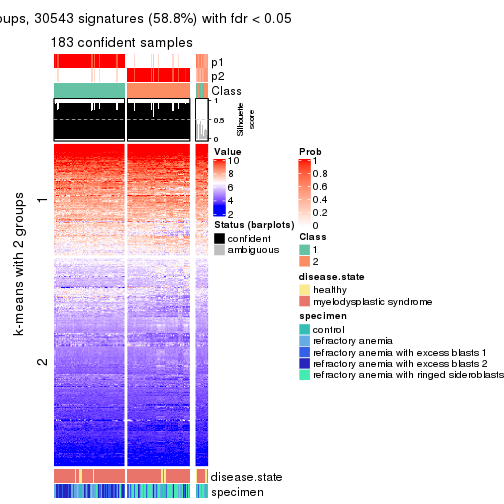 oups, 30543 signatures (58.8%) with fdr < 0.05
183 confident samples
p1
p2
Class
1
0.5
0
Silhouette
score
k-means with 2 groups
1
2
Value
10
8
6
4
2
Status (barplots)
confident
ambiguous
Prob
1
0.8
0.6
0.4
0.2
0
Class
1
2
disease.state
healthy
myelodysplastic syndrome
specimen
control
refractory anemia
refractory anemia with excess blasts 1
refractory anemia with excess blasts 2
refractory anemia with ringed sideroblasts
disease.state
specimen